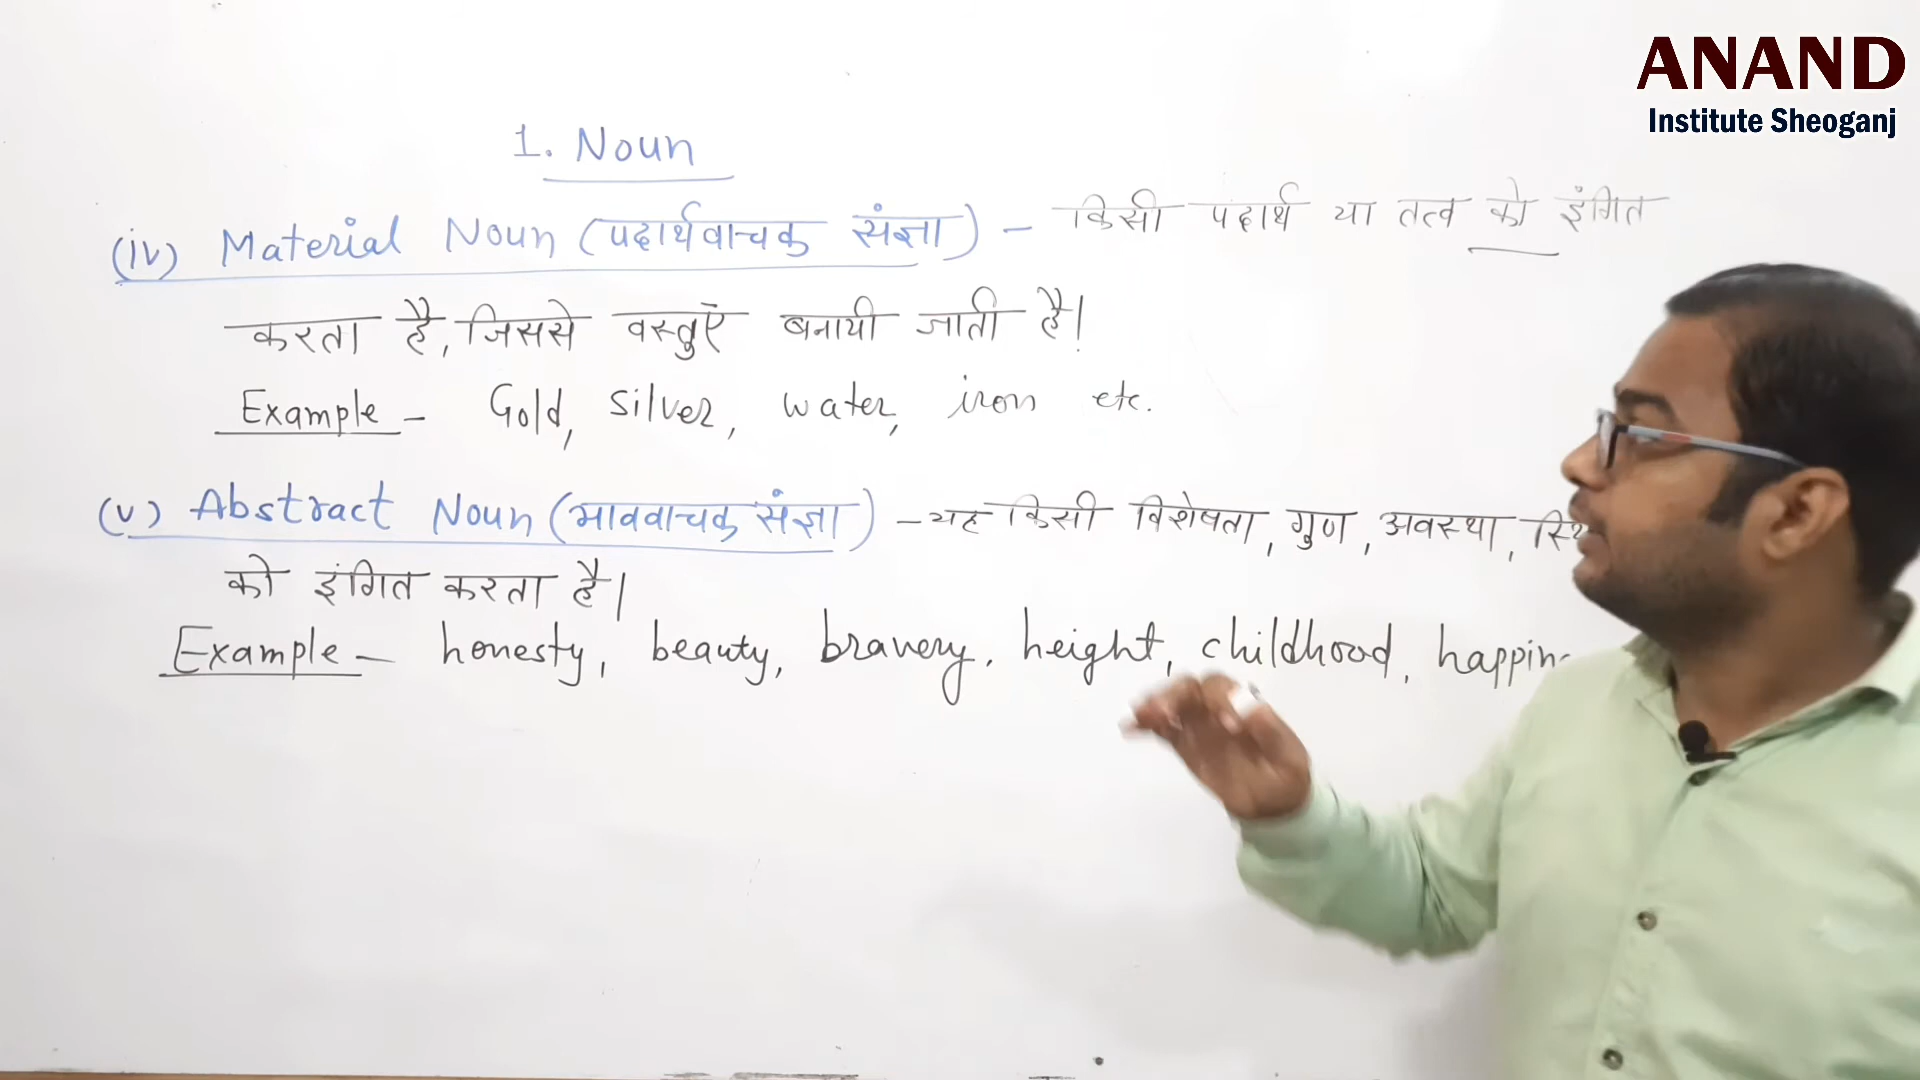 ANAND
Institute Sheoganj
1. Noun
(iv) Material Noun (पदार्थवाचक संज्ञा) - किसी पदार्थ या तत्व को इंगित
करता है, जिससे वस्तुएँ बनायी जाती है।
Example - Gold, silver, water, iron etc.
(v) Abstract Noun (भाववाचक संज्ञा) - यह किसी विशेषता, गुण, अवस्था,
को इंगित करता है।
Example - honesty, beauty, bravery, height, childhood,